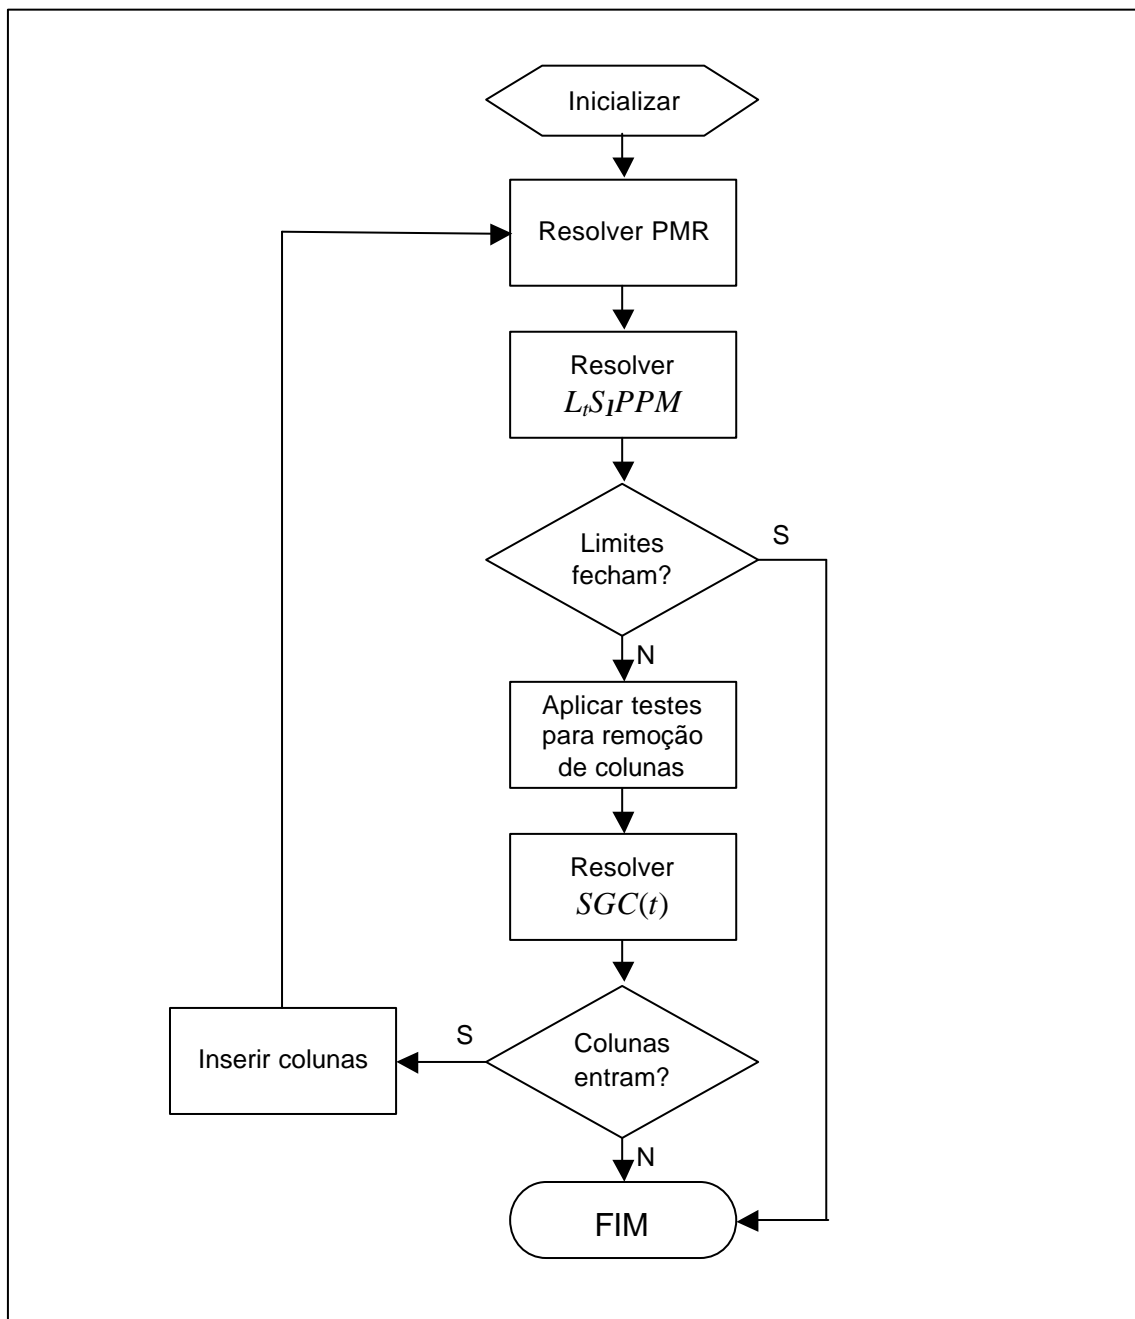 Inicializar
Resolver PMR
Resolver
LtSlPPM
Limites
fecham?
S
N
Aplicar testes
para remoção
de colunas
Resolver
SGC(t)
Inserir colunas
S
Colunas
entram?
N
FIM